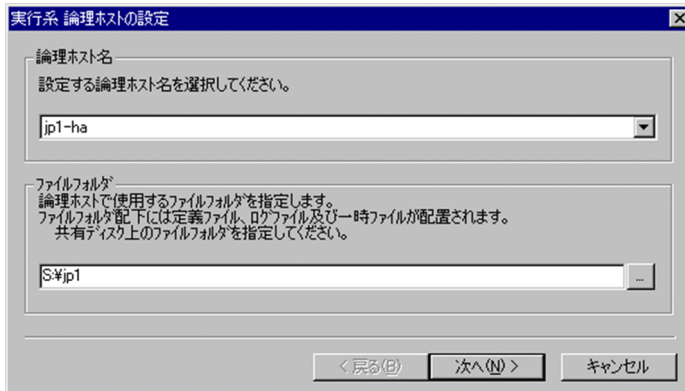 実行系 論理ホストの設定
論理ホスト名
設定する論理ホスト名を選択してください。
jp1-ha
ファイルフォルダ
論理ホストで使用するファイルフォルダを指定します。
ファイルフォルダ配下には定義ファイル、ログファイル及び一時ファイルが配置されます。
共有ディスク上のファイルフォルダを指定してください。
S:¥jp1
...
< 戻る(B)
次へ(N) >
キャンセル